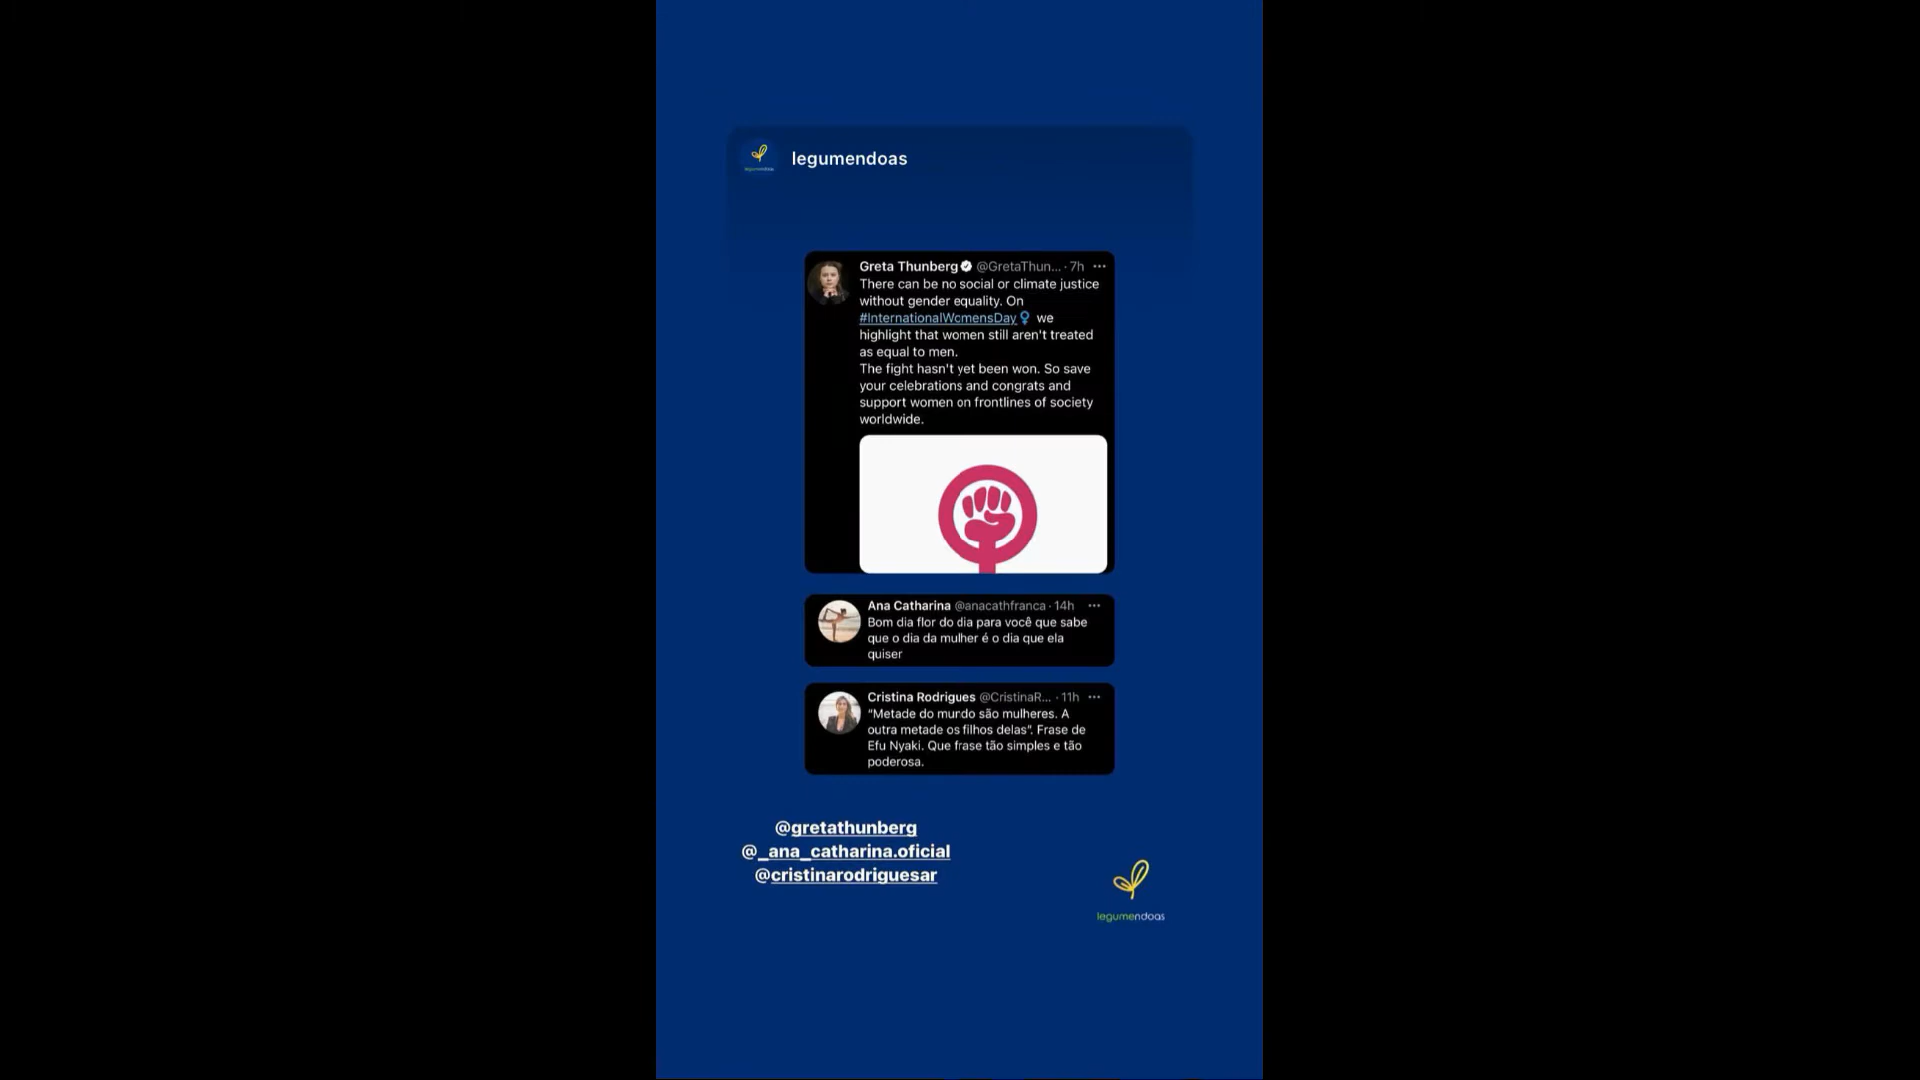 legumendoas
legumendoas
Greta Thunberg @GretaThun... · 7h ···
There can be no social or climate justice
without gender equality. On
#InternationalWomensDay♀ we
highlight that women still aren't treated
as equal to men.
The fight hasn't yet been won. So save
your celebrations and congrats and
support women on frontlines of society
worldwide.
Ana Catharina @anacathfranca · 14h ···
Bom dia flor do dia para você que sabe
que o dia da mulher é o dia que ela
quiser
Cristina Rodrigues @CristinaR... · 11h ···
“Metade do mundo são mulheres. A
outra metade os filhos delas”. Frase de
Efu Nyaki. Que frase tão simples e tão
poderosa.
@gretathunberg
@_ana_catharina.oficial
@cristinarodriguesar
legumendoas